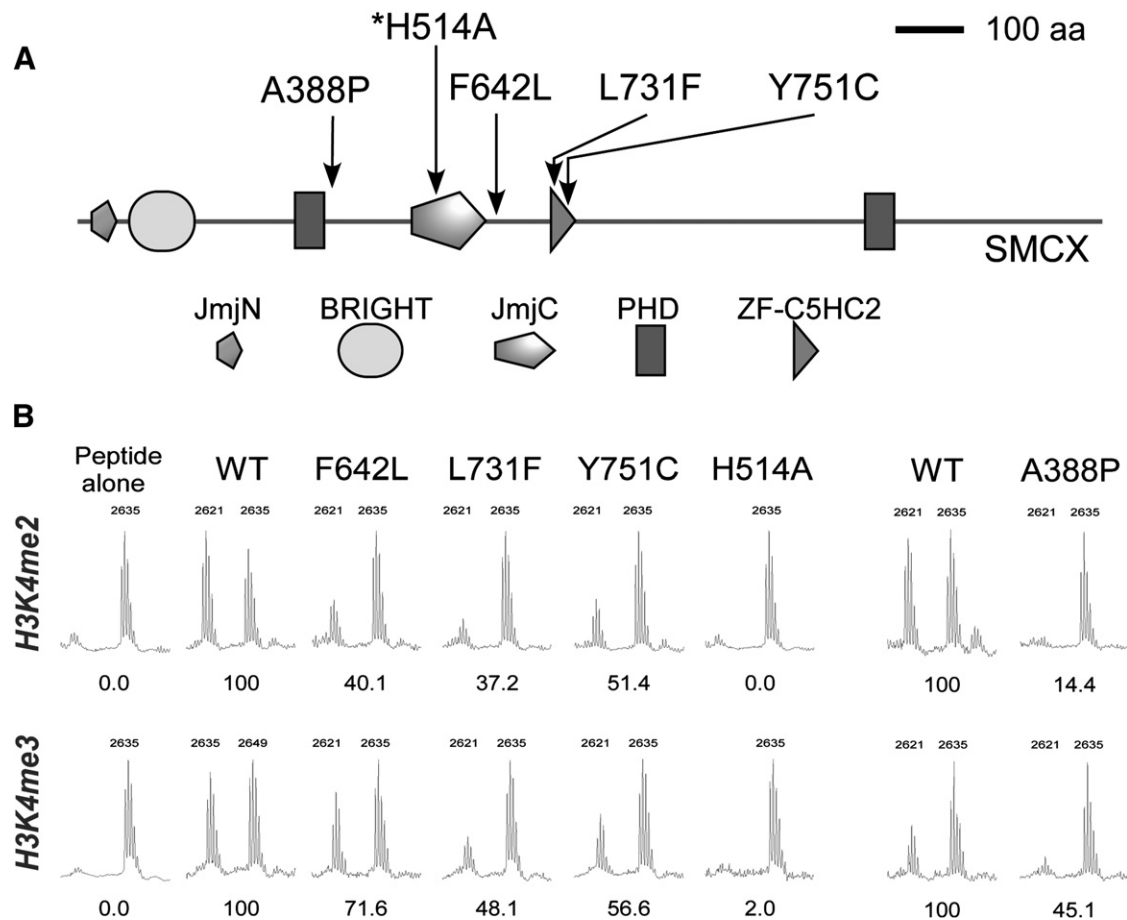 A
*H514A
100 aa
A388P
F642L
L731F
Y751C
SMCX
JmjN
BRIGHT
JmjC
PHD
ZF-C5HC2
B
Peptide alone
WT
F642L
L731F
Y751C
H514A
WT
A388P
H3K4me2
2635
2621 2635
2621 2635
2621 2635
2621 2635
2635
2621 2635
2621 2635
0.0
100
40.1
37.2
51.4
0.0
100
14.4
H3K4me3
2635
2635 2649
2621 2635
2621 2635
2621 2635
2635
2621 2635
2621 2635
0.0
100
71.6
48.1
56.6
2.0
100
45.1